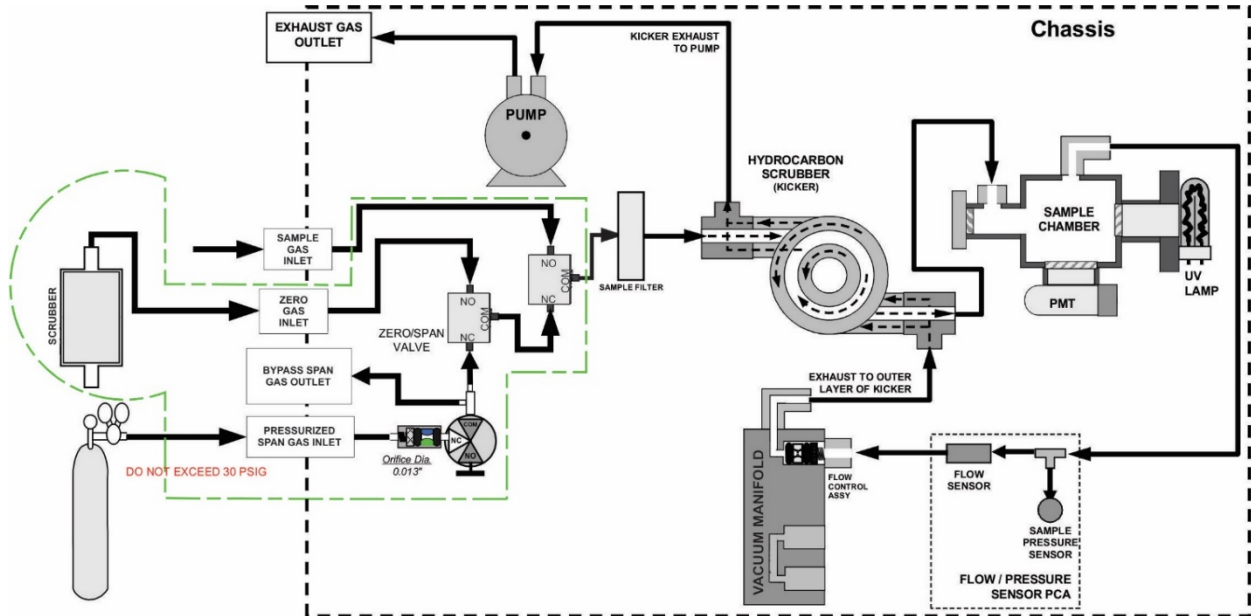 EXHAUST GAS
OUTLET
KICKER EXHAUST
TO PUMP
Chassis
PUMP
HYDROCARBON
SCRUBBER
(KICKER)
SAMPLE
CHAMBER
UV
LAMP
PMT
SAMPLE
GAS
INLET
NO
COM
NC
SAMPLE FILTER
SCRUBBER
ZERO
GAS
INLET
NO
COM
NC
ZERO/SPAN
VALVE
BYPASS SPAN
GAS OUTLET
PRESSURIZED
SPAN GAS INLET
DO NOT EXCEED 30 PSIG
Orifice Dia.
0.013"
COM
NC
NO
EXHAUST TO OUTER
LAYER OF KICKER
VACUUM MANIFOLD
FLOW
CONTROL
ASSY
FLOW
SENSOR
SAMPLE
PRESSURE
SENSOR
FLOW / PRESSURE
SENSOR PCA